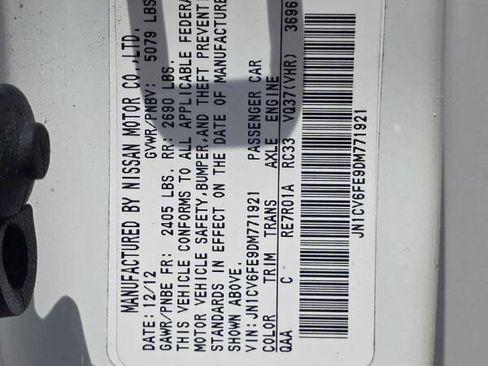 MANUFACTURED BY NISSAN MOTOR CO.,LTD.
DATE: 12/12 GVWR/PNBV: 5079 LBS
GAWR/PNBE FR: 2405 LBS. RR: 2690 LBS.
THIS VEHICLE CONFORMS TO ALL APPLICABLE FEDERA
MOTOR VEHICLE SAFETY,BUMPER,AND THEFT PREVENT
STANDARDS IN EFFECT ON THE DATE OF MANUFACTUR
SHOWN ABOVE.
VIN: JN1CV6FE9DM771921 PASSENGER CAR
COLOR TRIM TRANS AXLE ENGINE
QAA C RE7R01A RC33 VQ37(VHR) 3696
JN1CV6FE9DM771921